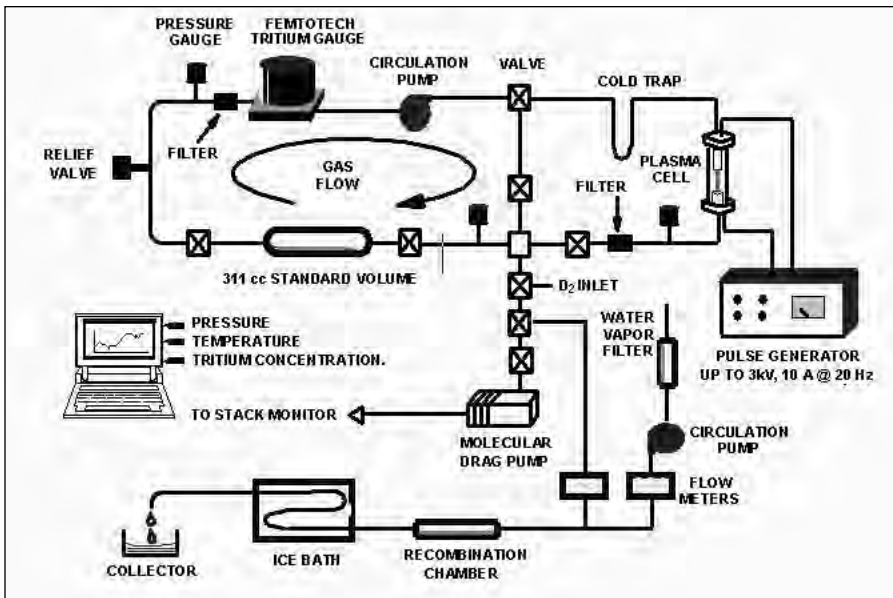 PRESSURE
GAUGE
FEMTOTECH
TRITIUM GAUGE
CIRCULATION
PUMP
VALVE
COLD TRAP
RELIEF
VALVE
FILTER
GAS
FLOW
FILTER
PLASMA
CELL
311 cc STANDARD VOLUME
D2 INLET
PRESSURE
TEMPERATURE
TRITIUM CONCENTRATION.
WATER
VAPOR
FILTER
PULSE GENERATOR
UP TO 3kV, 10 A @ 20 Hz
TO STACK MONITOR
MOLECULAR
DRAG PUMP
CIRCULATION
PUMP
FLOW
METERS
COLLECTOR
ICE BATH
RECOMBINATION
CHAMBER